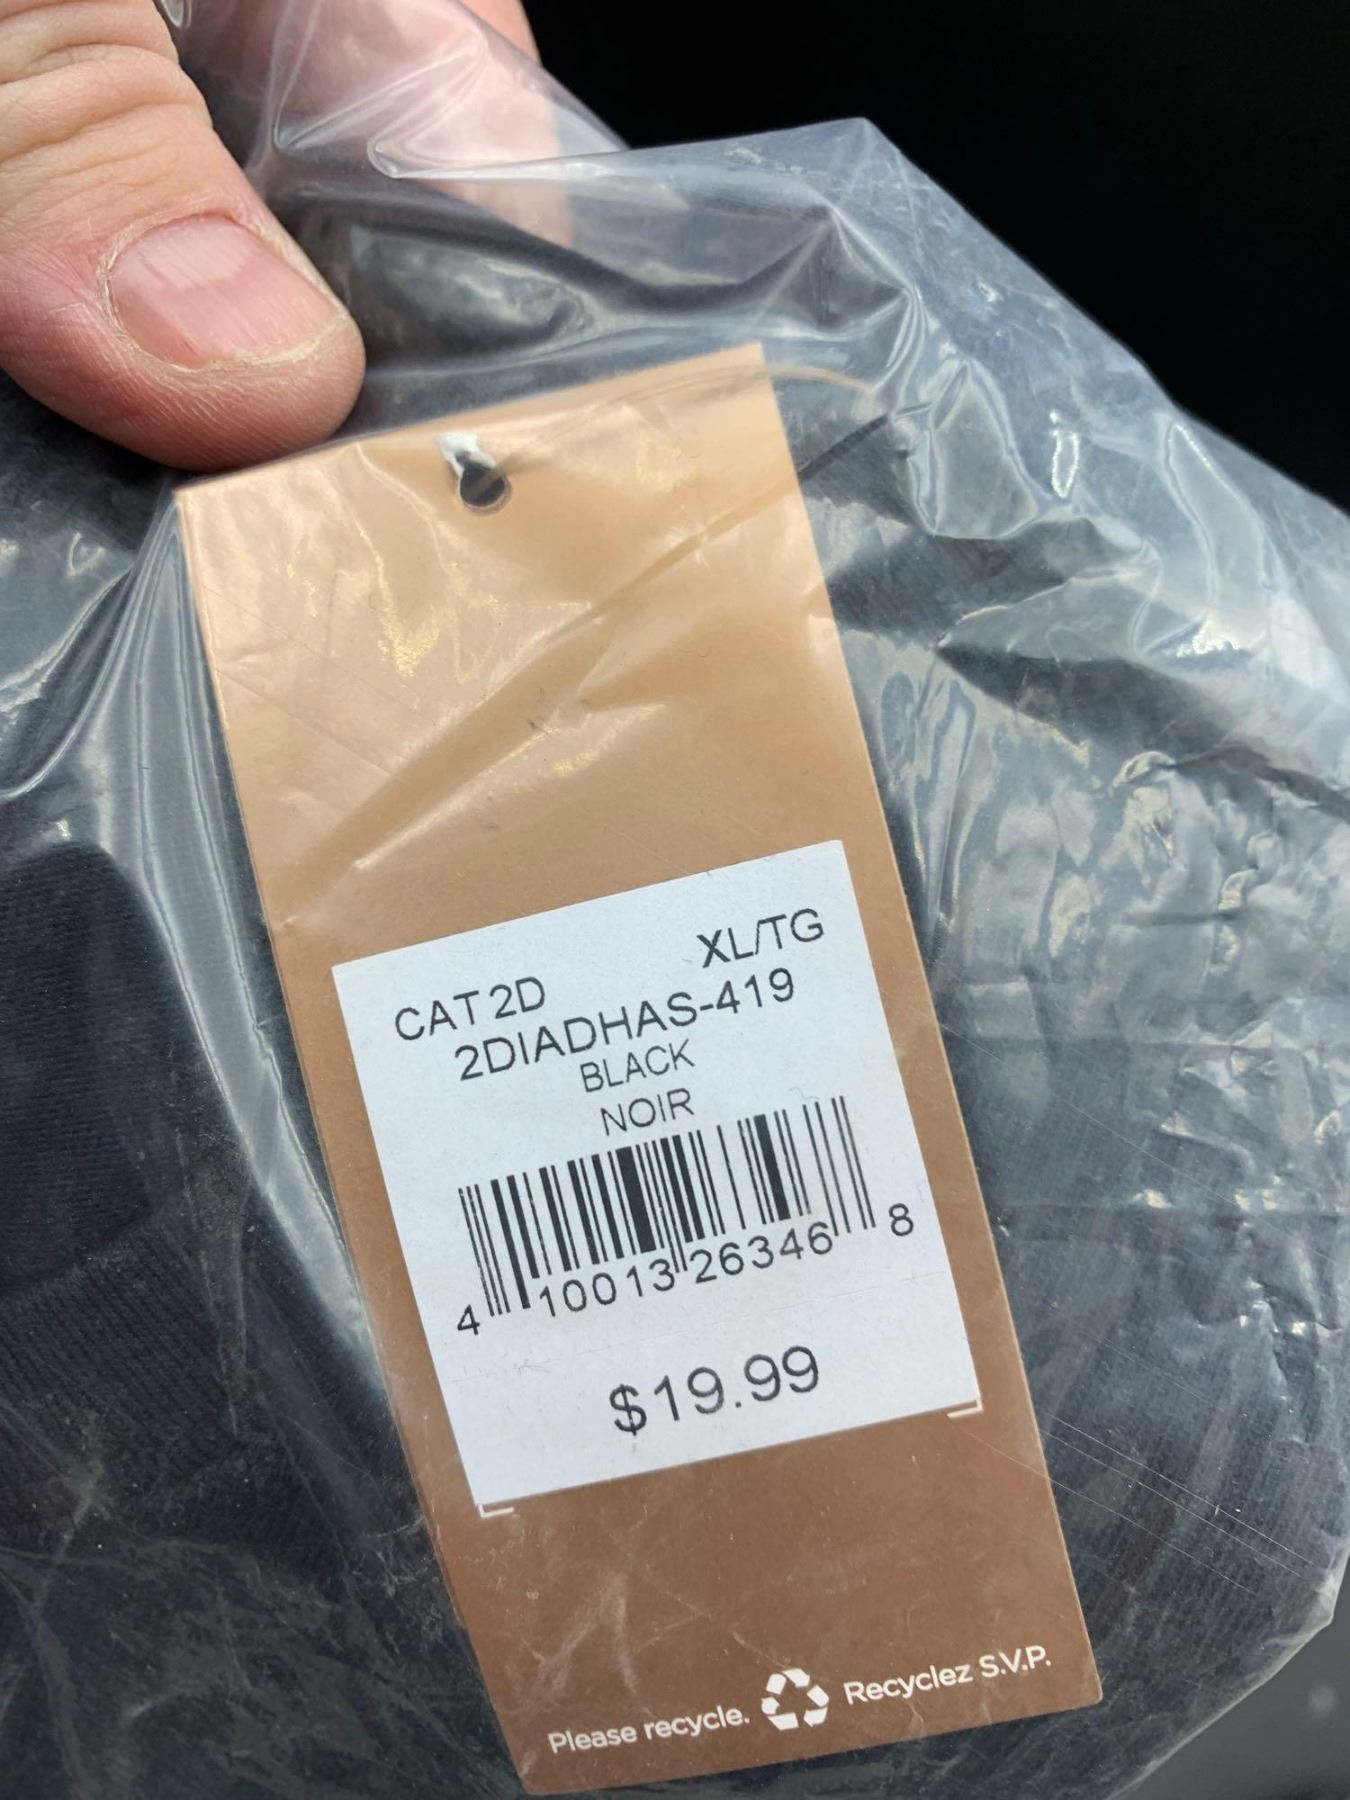 CAT 2D XL/TG
2DIADHAS-419
BLACK
NOIR
4 10013 26346 8
$19.99
Please recycle. Recyclez S.V.P.